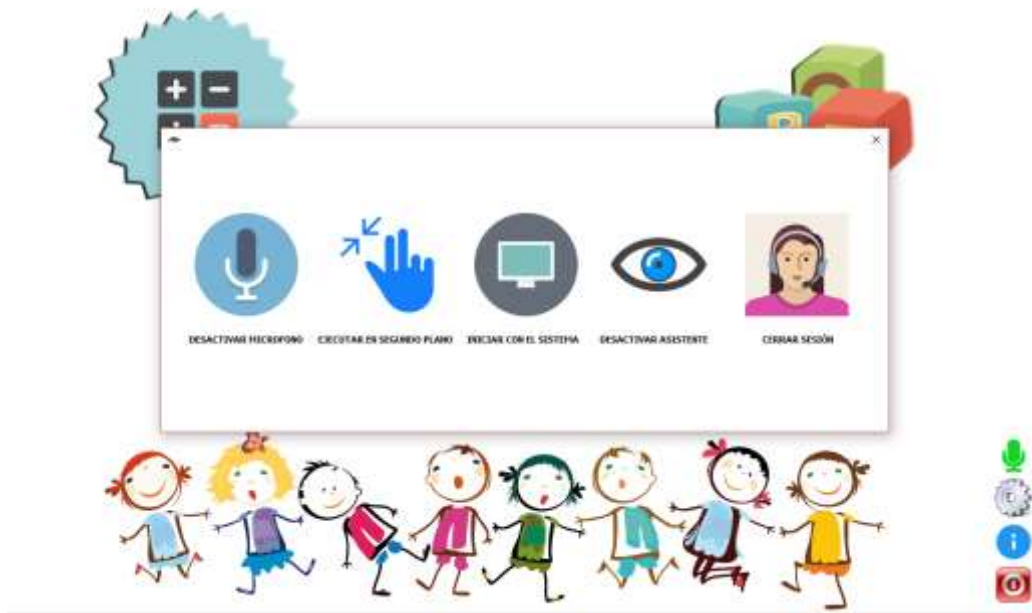 DESACTIVAR MICROFONO
EJECUTAR EN SEGUNDO PLANO
INICIAR CON EL SISTEMA
DESACTIVAR ASISTENTE
CERRAR SESIÓN